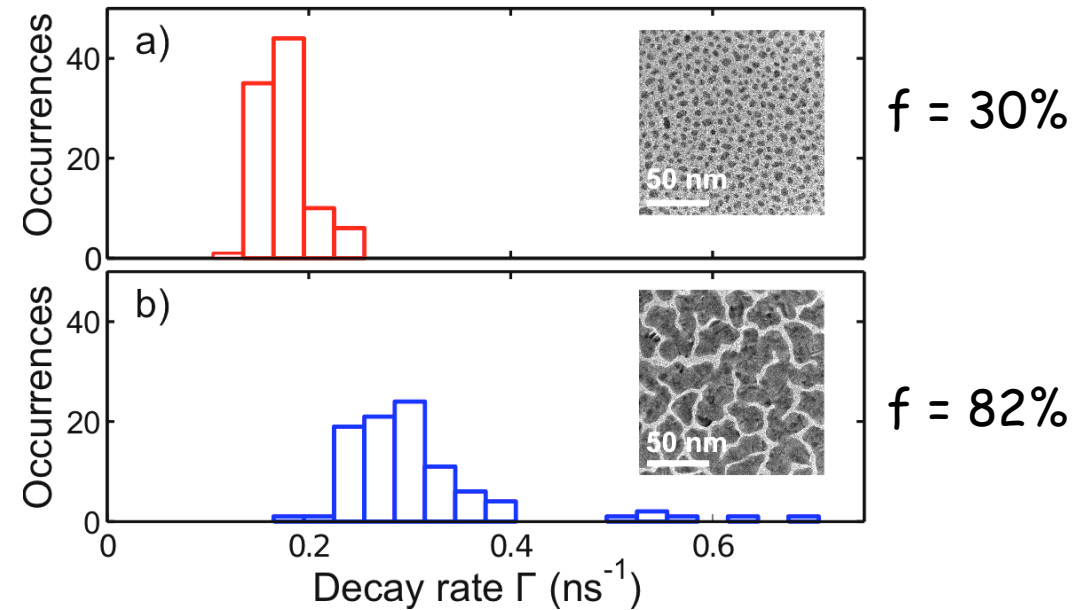 Occurrences
40
20
0
a)
50 nm
f = 30%
Occurrences
40
20
0
b)
50 nm
f = 82%
0
0.2
0.4
0.6
Decay rate Γ (ns⁻¹)